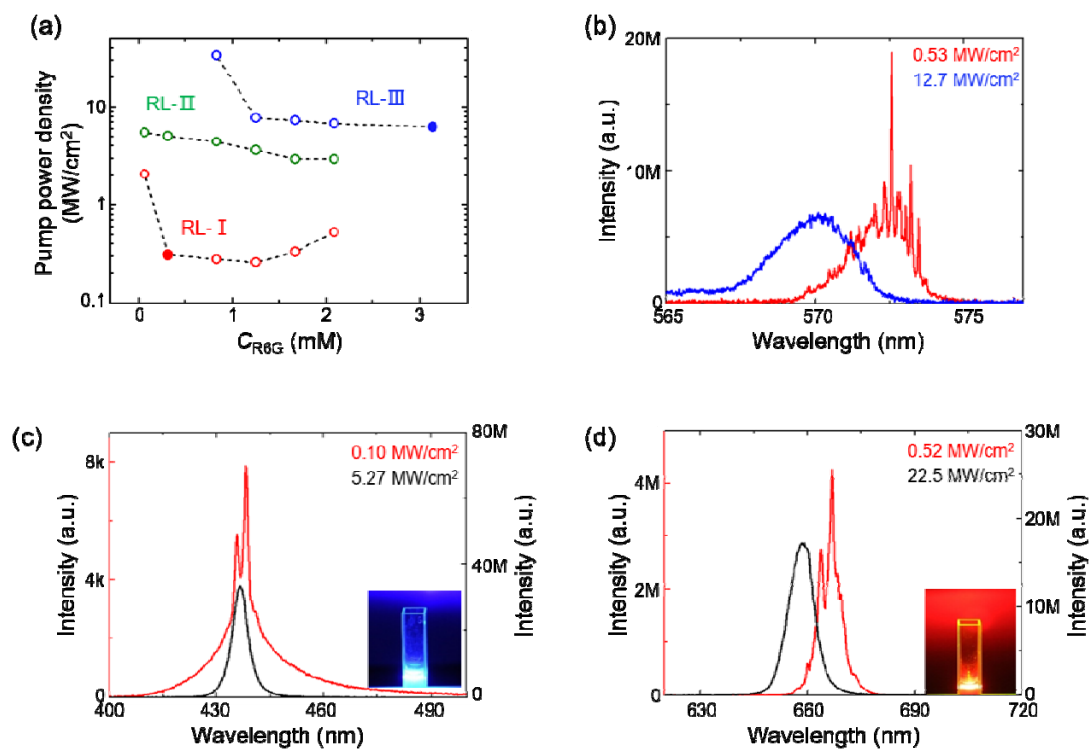 (a)
10
1
0.1
Pump power density
(MW/cm²)
RL-Ⅱ
RL-Ⅲ
RL-Ⅰ
0
1
2
3
C_R6G (mM)
(b)
20M
10M
0
Intensity (a.u.)
0.53 MW/cm²
12.7 MW/cm²
565
570
575
Wavelength (nm)
(c)
8k
4k
0
Intensity (a.u.)
0.10 MW/cm²
5.27 MW/cm²
80M
40M
0
Intensity (a.u.)
400
430
460
490
Wavelength (nm)
(d)
4M
2M
0
Intensity (a.u.)
0.52 MW/cm²
22.5 MW/cm²
30M
20M
10M
0
Intensity (a.u.)
630
660
690
720
Wavelength (nm)